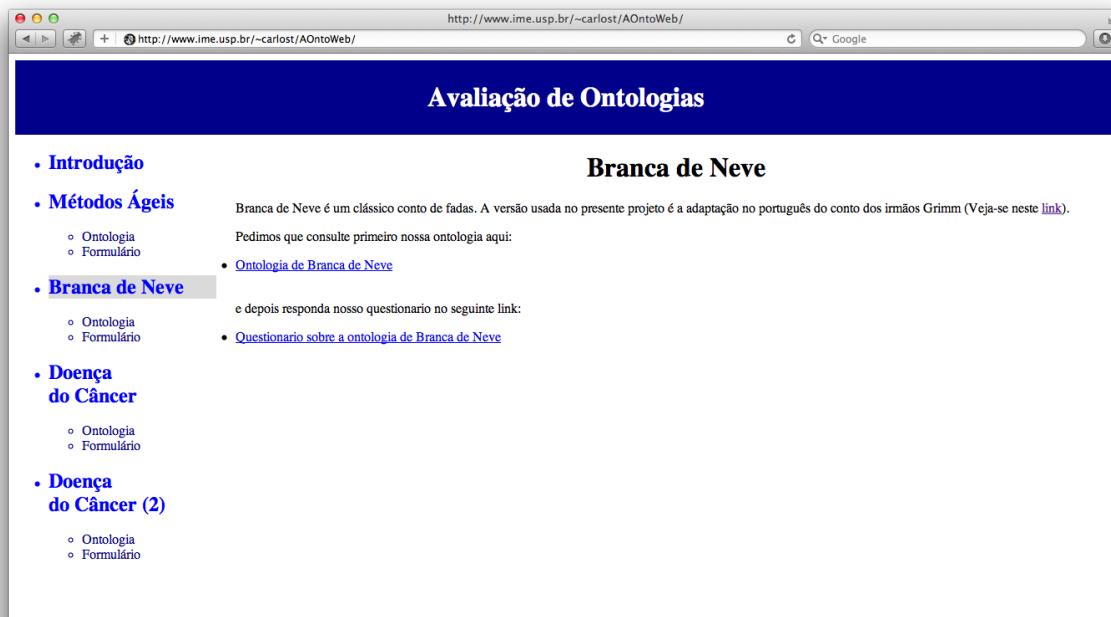 http://www.ime.usp.br/~carlost/AOntoWeb/
http://www.ime.usp.br/~carlost/AOntoWeb/
Google
Avaliação de Ontologias
Introdução
Métodos Ágeis
Ontologia
Formulário
Branca de Neve
Ontologia
Formulário
Doença
do Câncer
Ontologia
Formulário
Doença
do Câncer (2)
Ontologia
Formulário
Branca de Neve
Branca de Neve é um clássico conto de fadas. A versão usada no presente projeto é a adaptação no português do conto dos irmãos Grimm (Veja-se neste link).
Pedimos que consulte primeiro nossa ontologia aqui:
Ontologia de Branca de Neve
e depois responda nosso questionario no seguinte link:
Questionario sobre a ontologia de Branca de Neve